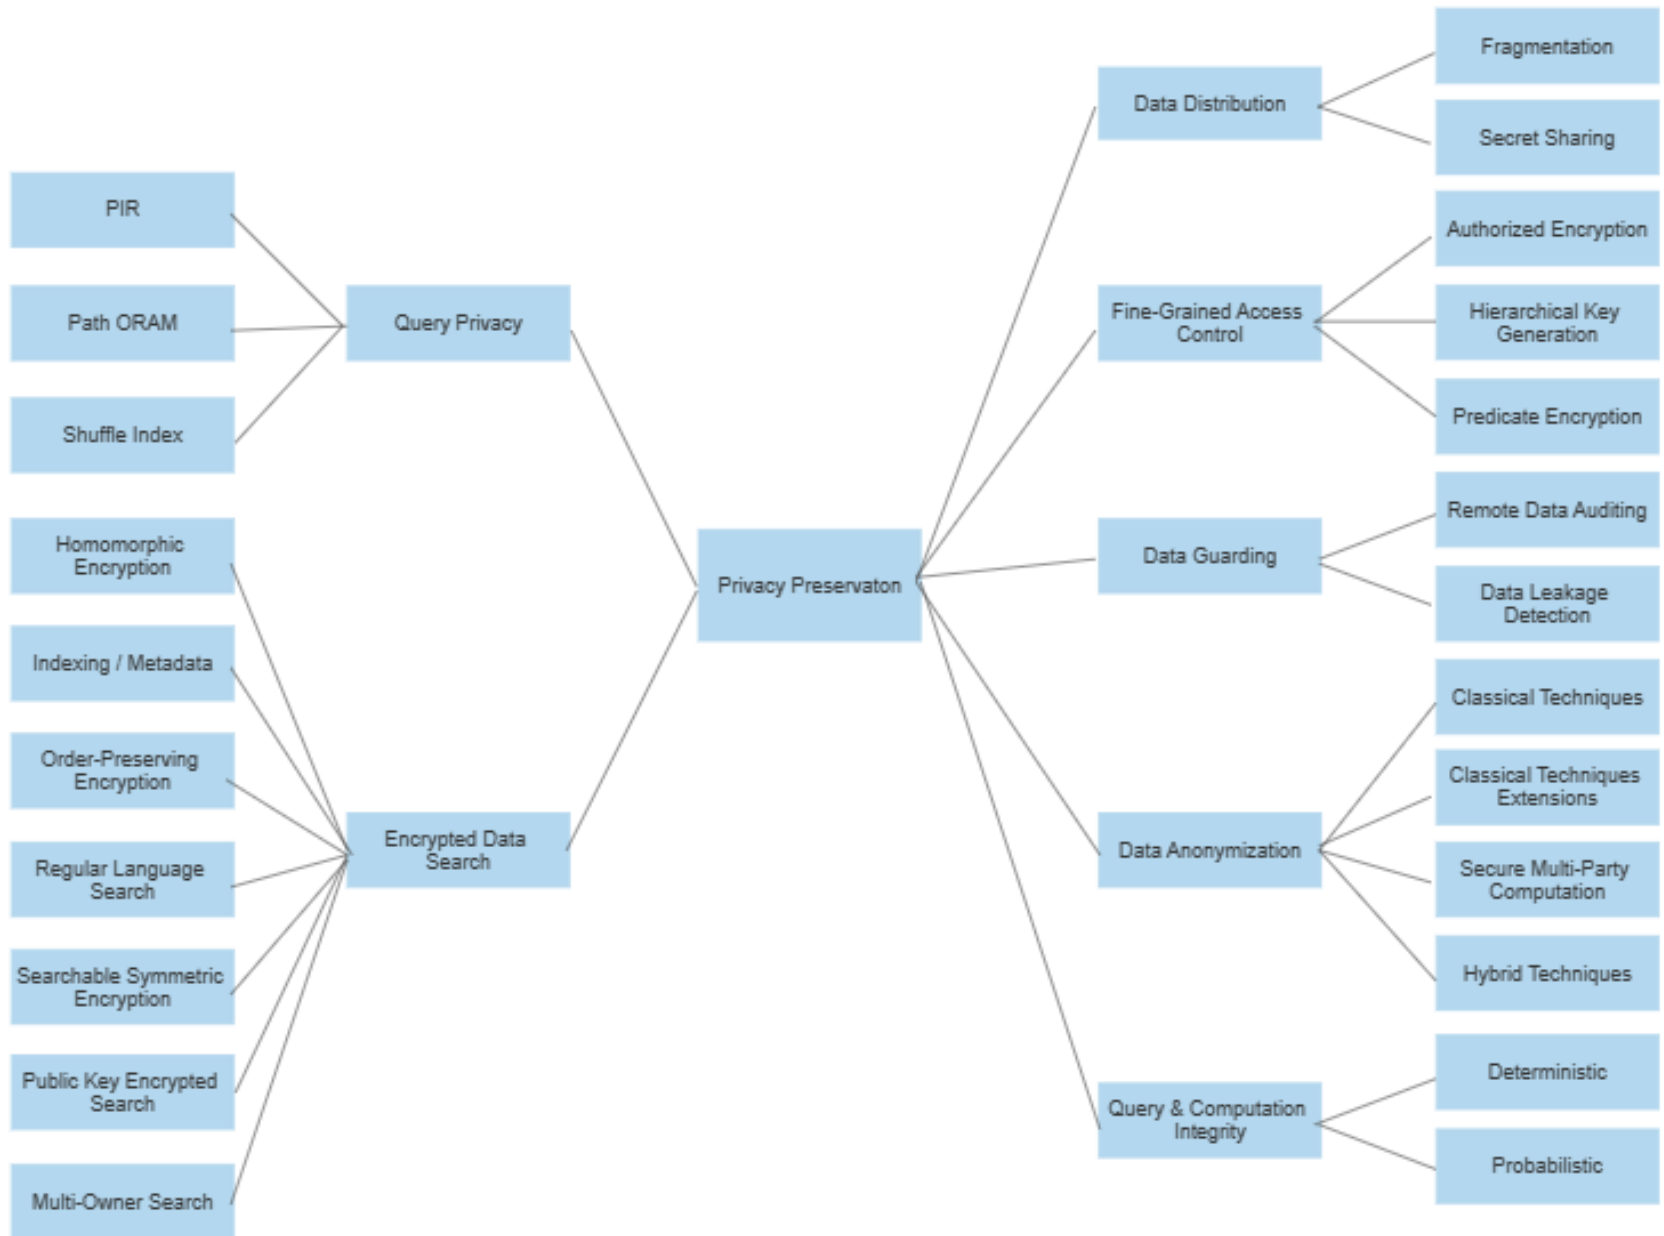 PIR
Path ORAM
Shuffle Index
Homomorphic
Encryption
Indexing / Metadata
Order-Preserving
Encryption
Regular Language
Search
Searchable Symmetric
Encryption
Public Key Encrypted
Search
Multi-Owner Search
Query Privacy
Encrypted Data
Search
Privacy Preservaton
Data Distribution
Fine-Grained Access
Control
Data Guarding
Data Anonymization
Query & Computation
Integrity
Fragmentation
Secret Sharing
Authorized Encryption
Hierarchical Key
Generation
Predicate Encryption
Remote Data Auditing
Data Leakage
Detection
Classical Techniques
Classical Techniques
Extensions
Secure Multi-Party
Computation
Hybrid Techniques
Deterministic
Probabilistic